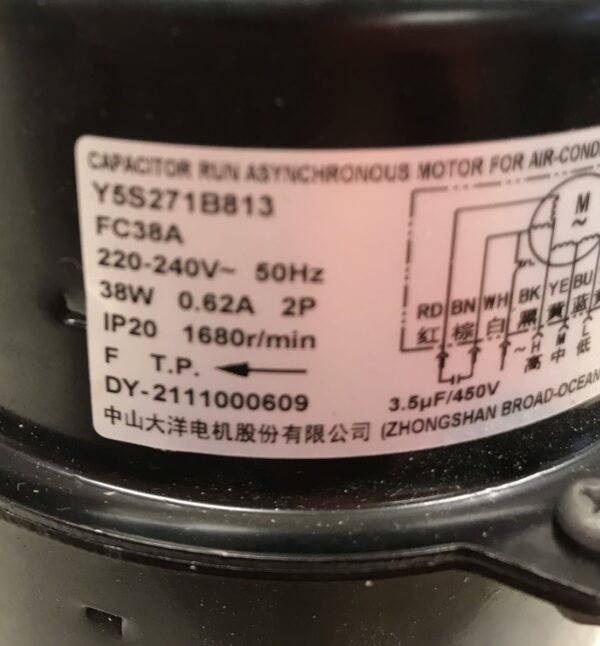 CAPACITOR RUN ASYNCHRONOUS MOTOR FOR AIR-COND
Y5S271B813
FC38A
220-240V~ 50Hz
38W 0.62A 2P
IP20 1680r/min
F T.P.
DY-2111000609
中山大洋电机股份有限公司 (ZHONGSHAN BROAD-OCEAN
M
~
RD BN WH BK YE BU
红 棕 白 黑 黄 蓝
~ H M L
高 中 低
3.5μF/450V